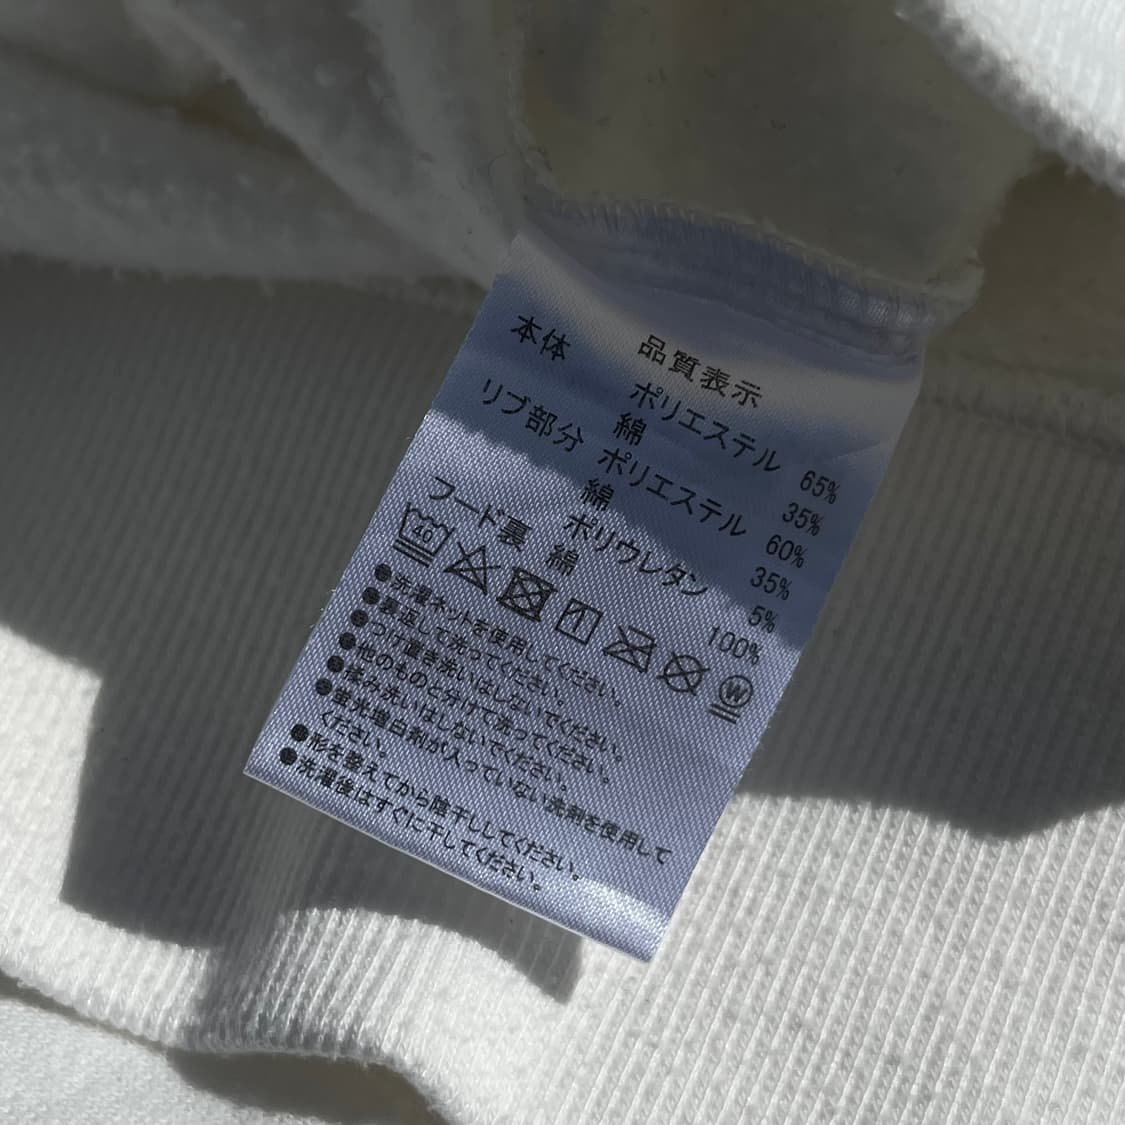 品質表示
本体 ポリエステル 65%
綿 35%
リブ部分 ポリエステル 60%
綿 35%
ポリウレタン 5%
フード裏 綿 100%
40 W
●洗濯ネットを使用してください。
●裏返して洗ってください。
●つけ置き洗いはしないでください。
●他のものと分けて洗ってください。
●揉み洗いはしないでください。
●蛍光増白剤が入っていない洗剤を使用して
ください。
●形を整えてから陰干ししてください。
●洗濯後はすぐに干してください。